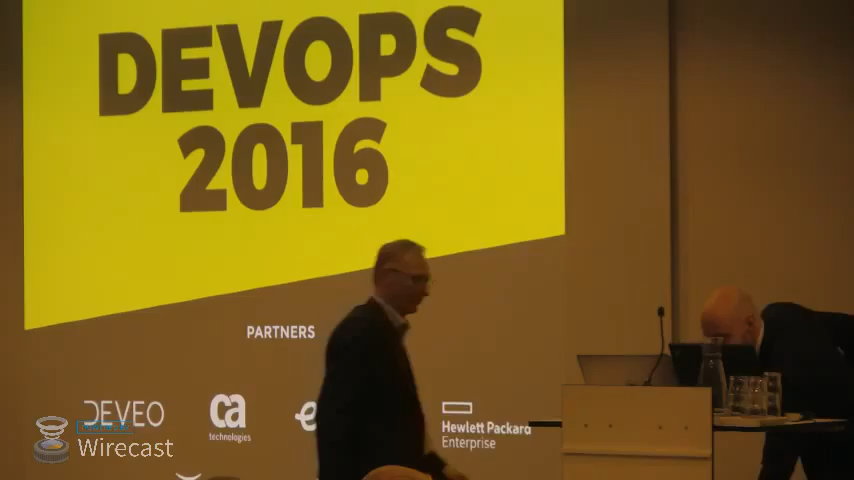 DEVOPS
2016
PARTNERS
DEVEO
ca
technologies
e
Hewlett Packard
Enterprise
Wirecast